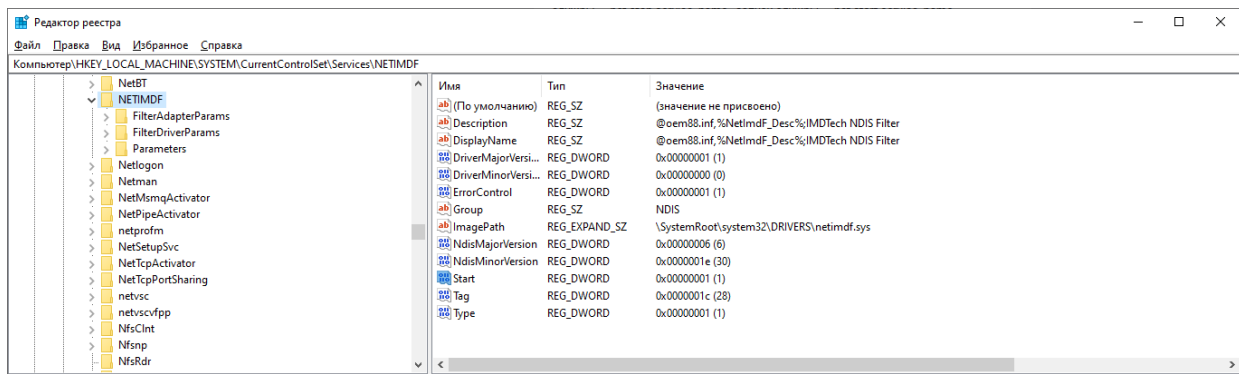 Редактор реестра
Файл Правка Вид Избранное Справка
Компьютер\HKEY_LOCAL_MACHINE\SYSTEM\CurrentControlSet\Services\NETIMDF
NetBT
NETIMDF
FilterAdapterParams
FilterDriverParams
Parameters
Netlogon
Netman
NetMsmqActivator
NetPipeActivator
netprofm
NetSetupSvc
NetTcpActivator
NetTcpPortSharing
netvsc
netvscvfpp
NfsClnt
Nfsnp
NfsRdr
Имя Тип Значение
(По умолчанию) REG_SZ (значение не присвоено)
Description REG_SZ @oem88.inf,%NetImdF_Desc%;IMDTech NDIS Filter
DisplayName REG_SZ @oem88.inf,%NetImdF_Desc%;IMDTech NDIS Filter
DriverMajorVersi... REG_DWORD 0x00000001 (1)
DriverMinorVersi... REG_DWORD 0x00000000 (0)
ErrorControl REG_DWORD 0x00000001 (1)
Group REG_SZ NDIS
ImagePath REG_EXPAND_SZ \SystemRoot\system32\DRIVERS\netimdf.sys
NdisMajorVersion REG_DWORD 0x00000006 (6)
NdisMinorVersion REG_DWORD 0x0000001e (30)
Start REG_DWORD 0x00000001 (1)
Tag REG_DWORD 0x0000001c (28)
Type REG_DWORD 0x00000001 (1)